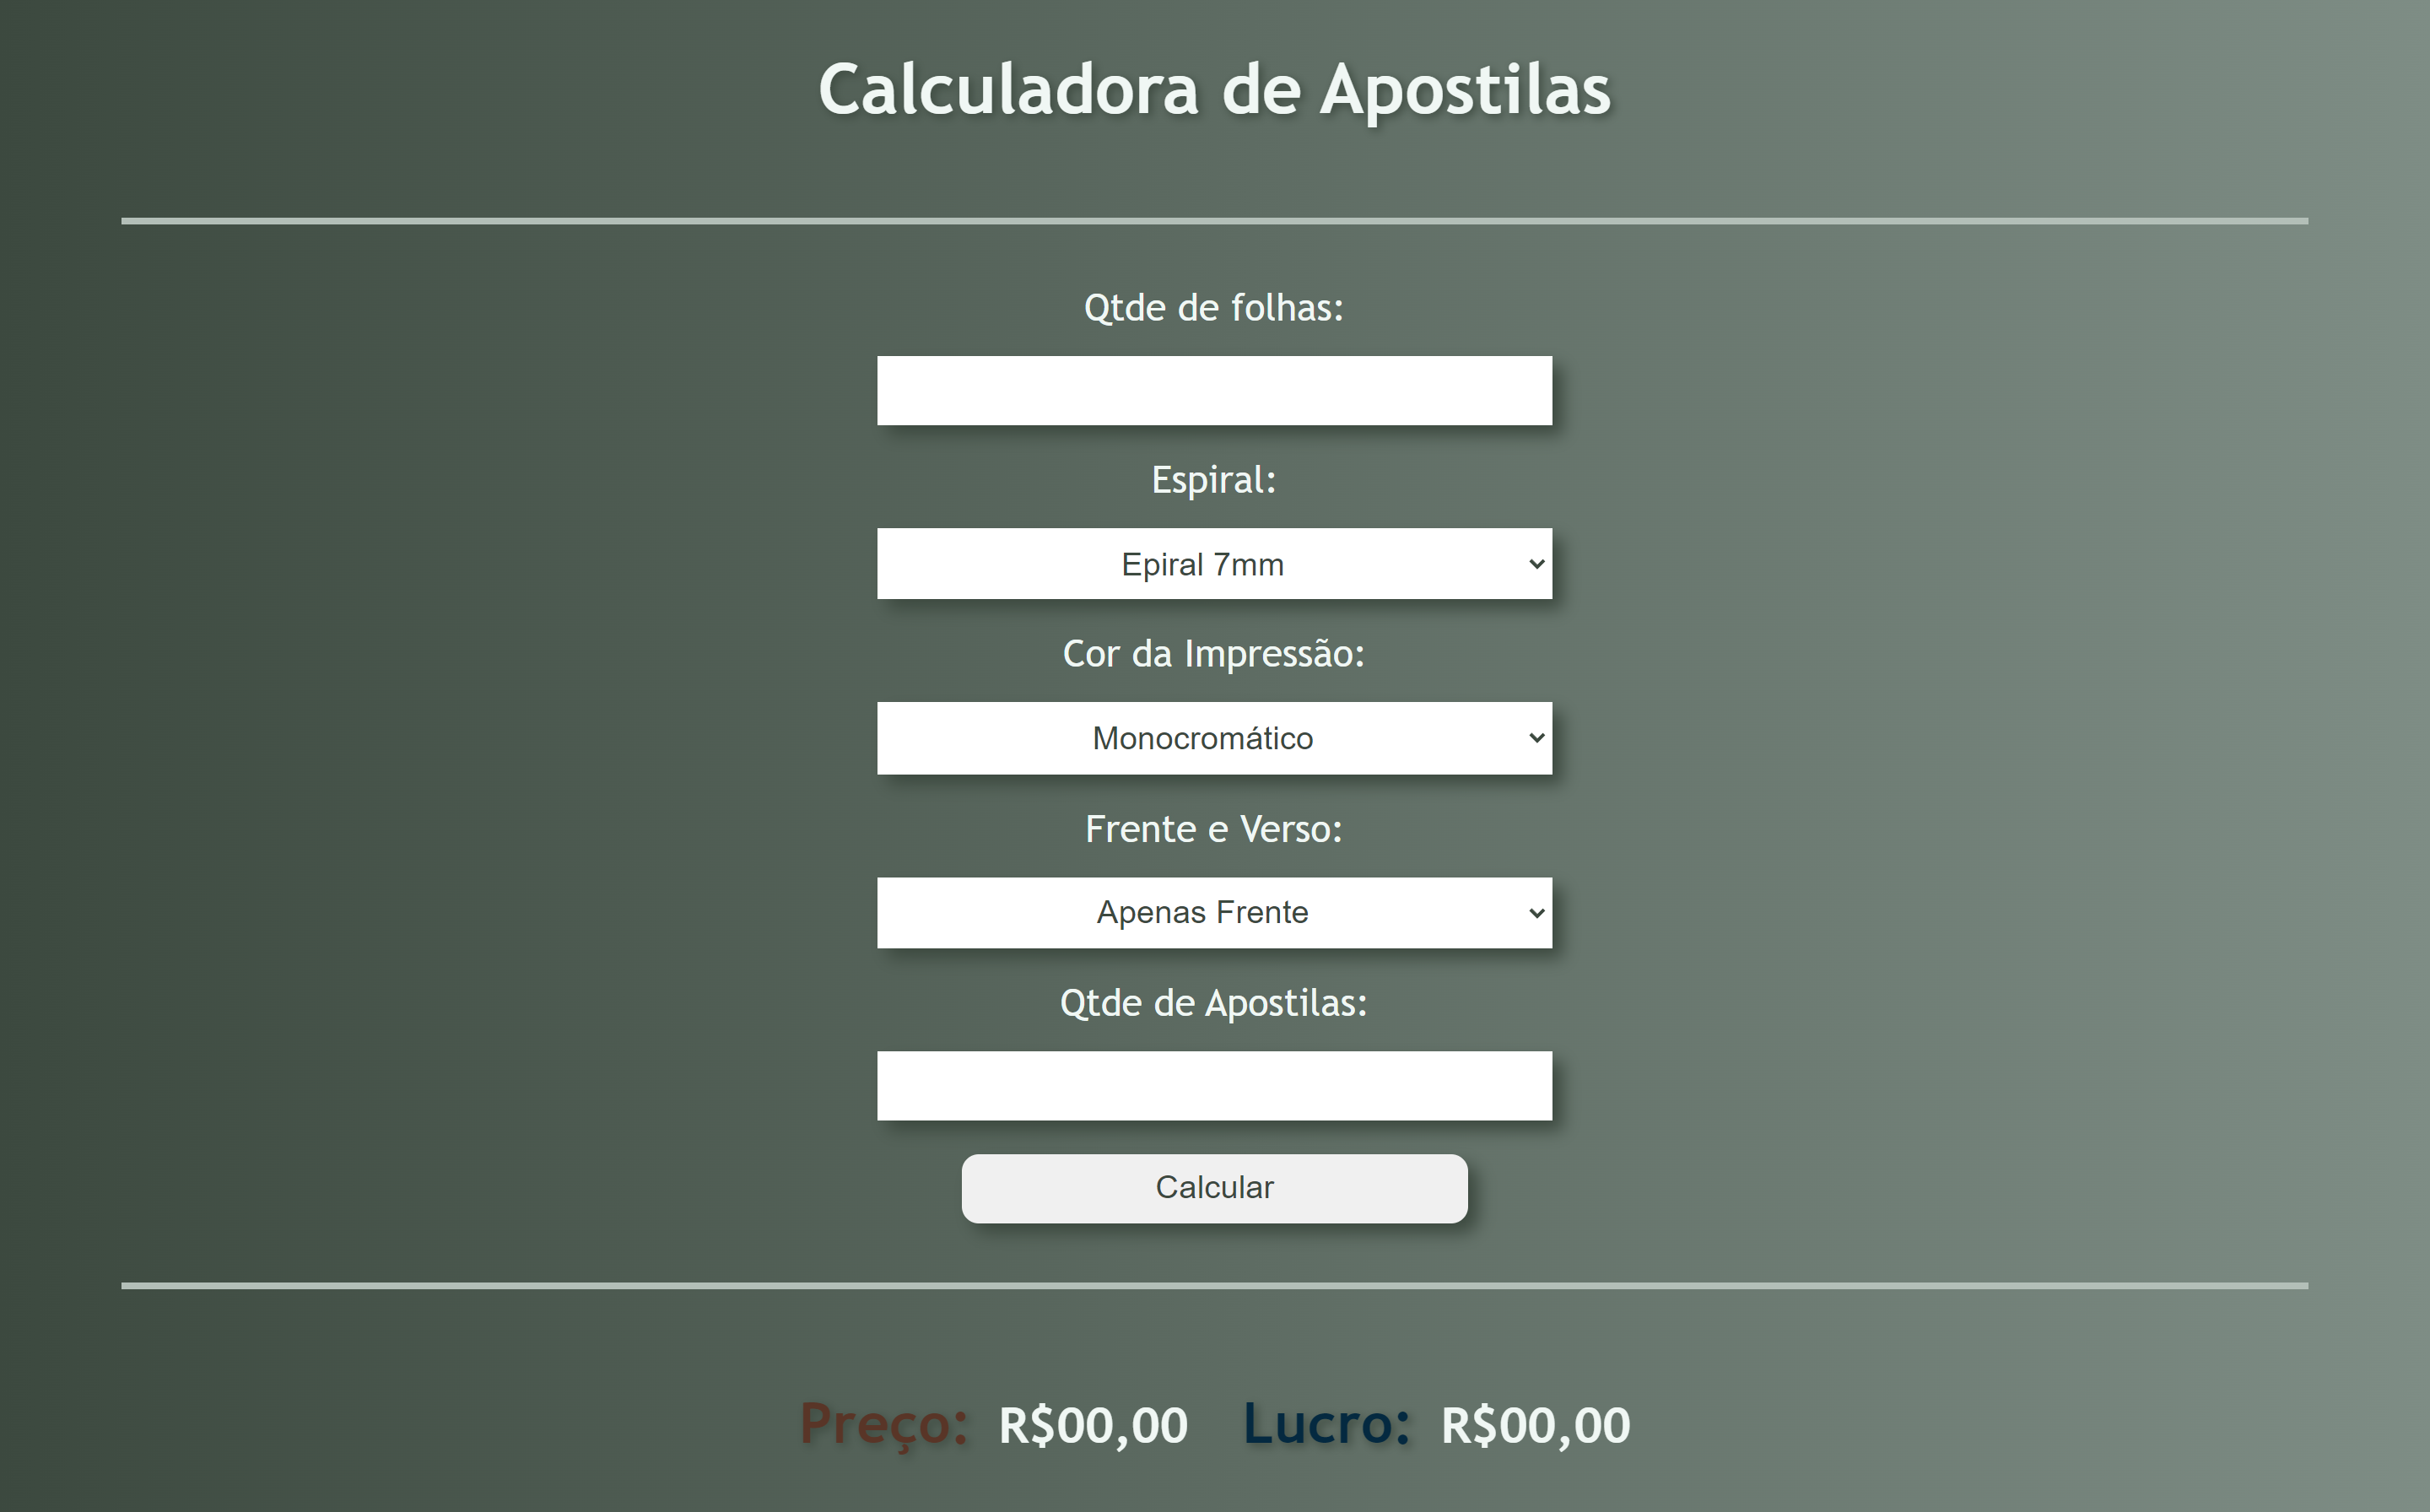 Calculadora de Apostilas
Qtde de folhas:
Espiral:
Epiral 7mm
Cor da Impressão:
Monocromático
Frente e Verso:
Apenas Frente
Qtde de Apostilas:
Calcular
Preço: R$00,00 Lucro: R$00,00